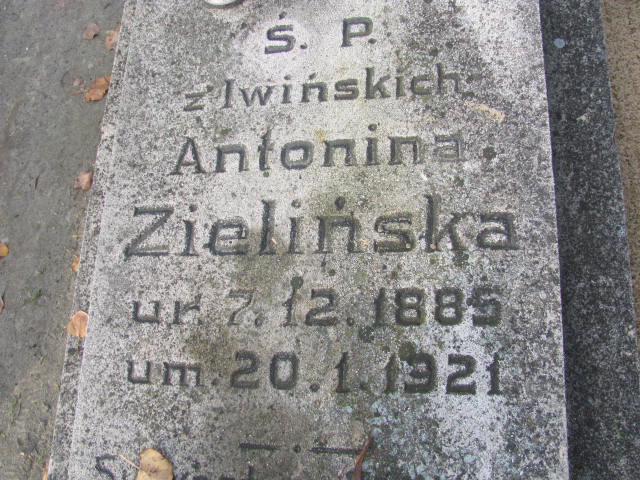 Ś. P.
z Iwińskich
Antonina
Zielińska
ur. 7.12.1885
um. 20.1.1921